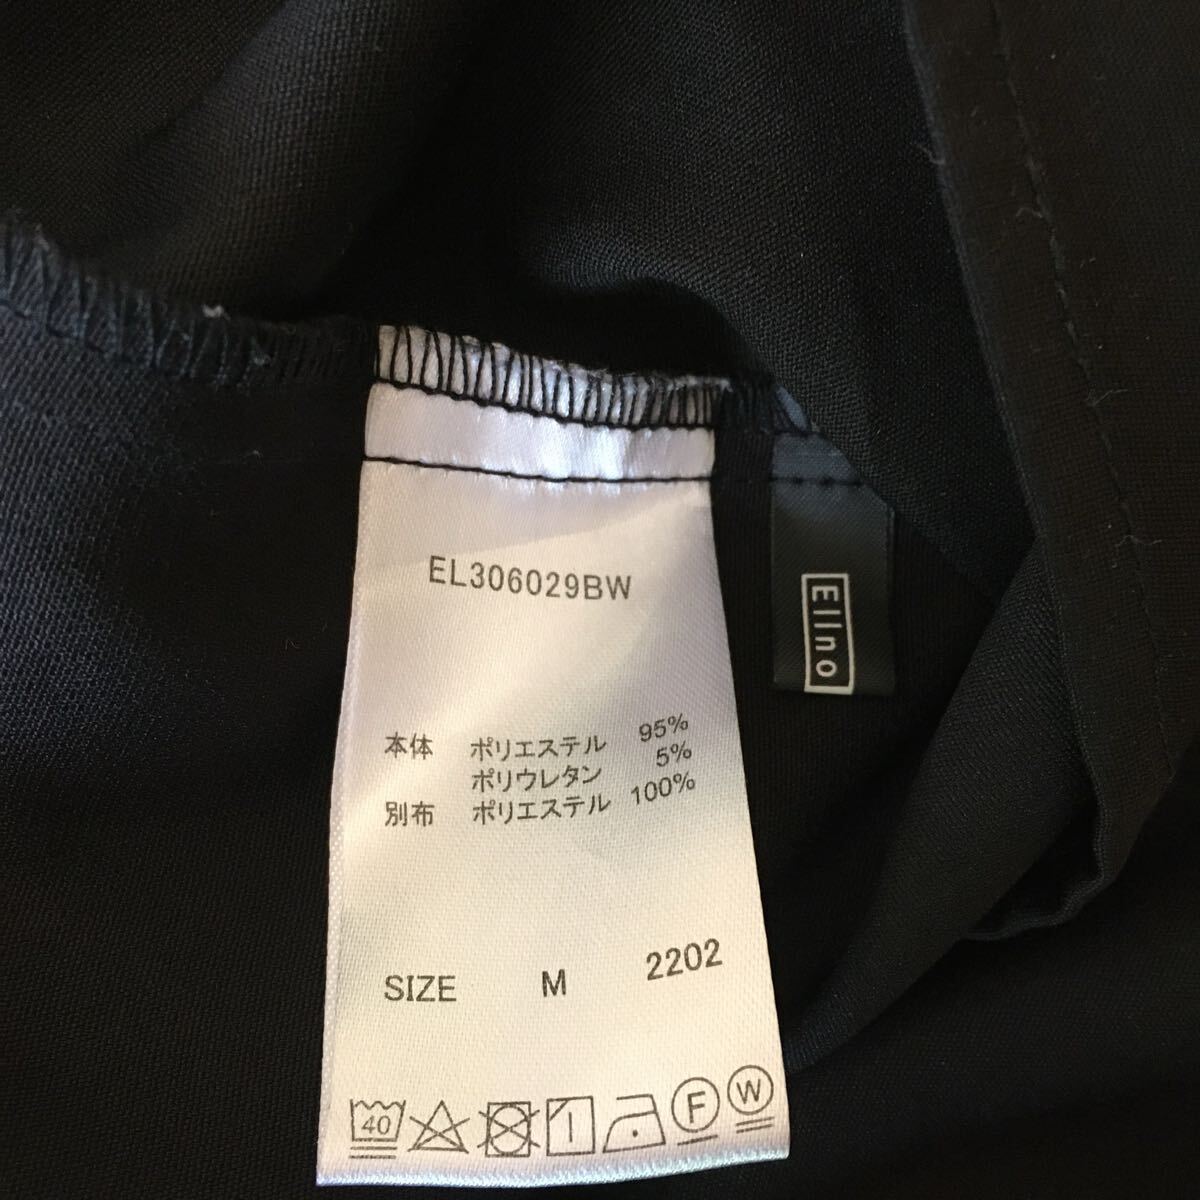 EL306029BW
Ellno
本体 ポリエステル 95%
ポリウレタン 5%
別布 ポリエステル 100%
SIZE M 2202
40 F W